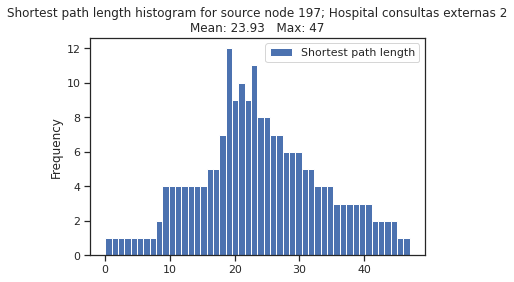 Shortest path length histogram for source node 197; Hospital consultas externas 2
Mean: 23.93   Max: 47
Shortest path length
Frequency
12
10
8
6
4
2
0
0 10 20 30 40